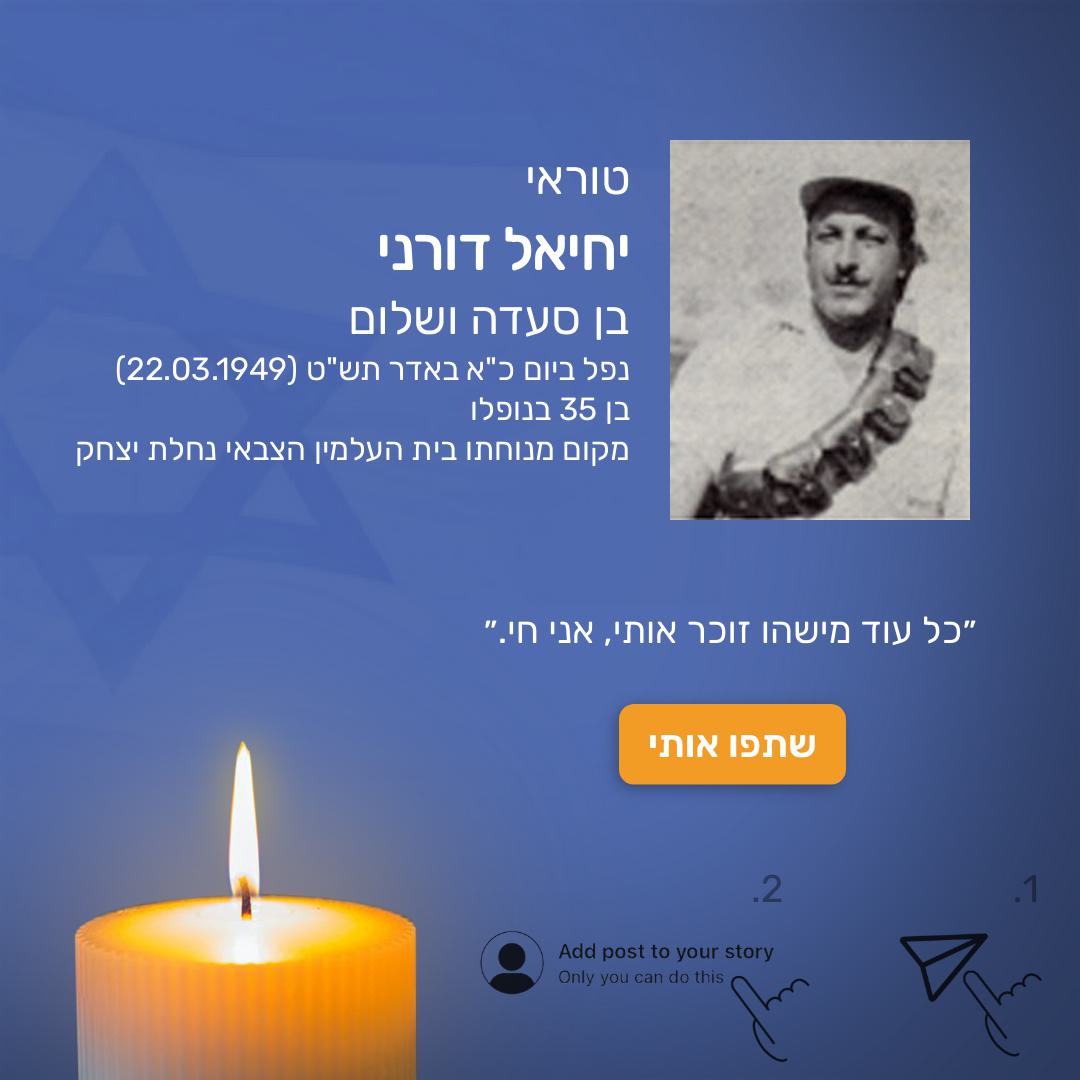 טוראי
יחיאל דורני
בן סעדה ושלום
נפל ביום כ"א באדר תש"ט (22.03.1949)
בן 35 בנופלו
מקום מנוחתו בית העלמין הצבאי נחלת יצחק
״כל עוד מישהו זוכר אותי, אני חי.״
שתפו אותי
.1
.2
Add post to your story
Only you can do this